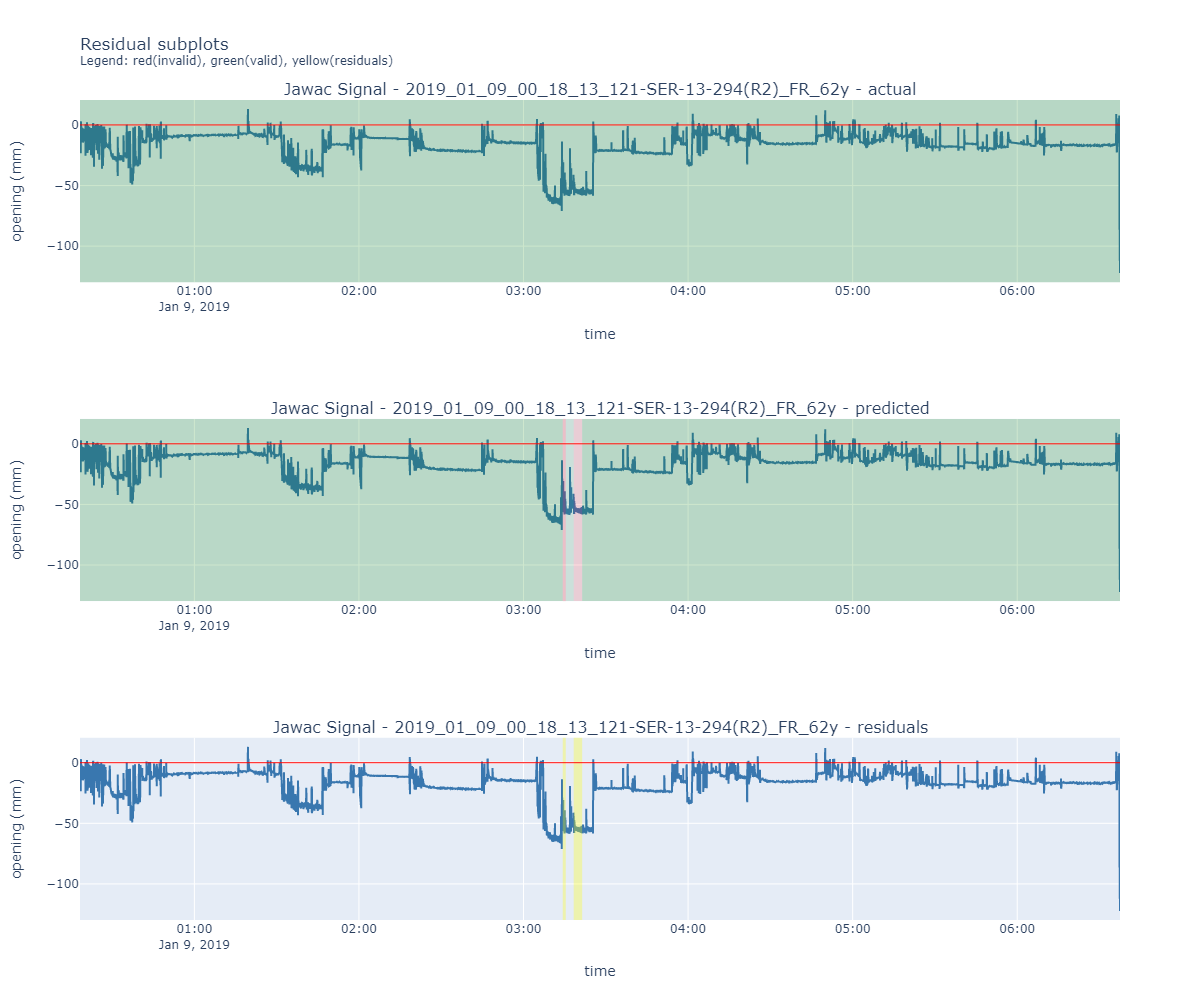 Residual subplots
Legend: red(invalid), green(valid), yellow(residuals)
Jawac Signal - 2019_01_09_00_18_13_121-SER-13-294(R2)_FR_62y - actual
opening (mm)
0
−50
−100
01:00 02:00 03:00 04:00 05:00 06:00
Jan 9, 2019
time
Jawac Signal - 2019_01_09_00_18_13_121-SER-13-294(R2)_FR_62y - predicted
opening (mm)
0
−50
−100
01:00 02:00 03:00 04:00 05:00 06:00
Jan 9, 2019
time
Jawac Signal - 2019_01_09_00_18_13_121-SER-13-294(R2)_FR_62y - residuals
opening (mm)
0
−50
−100
01:00 02:00 03:00 04:00 05:00 06:00
Jan 9, 2019
time